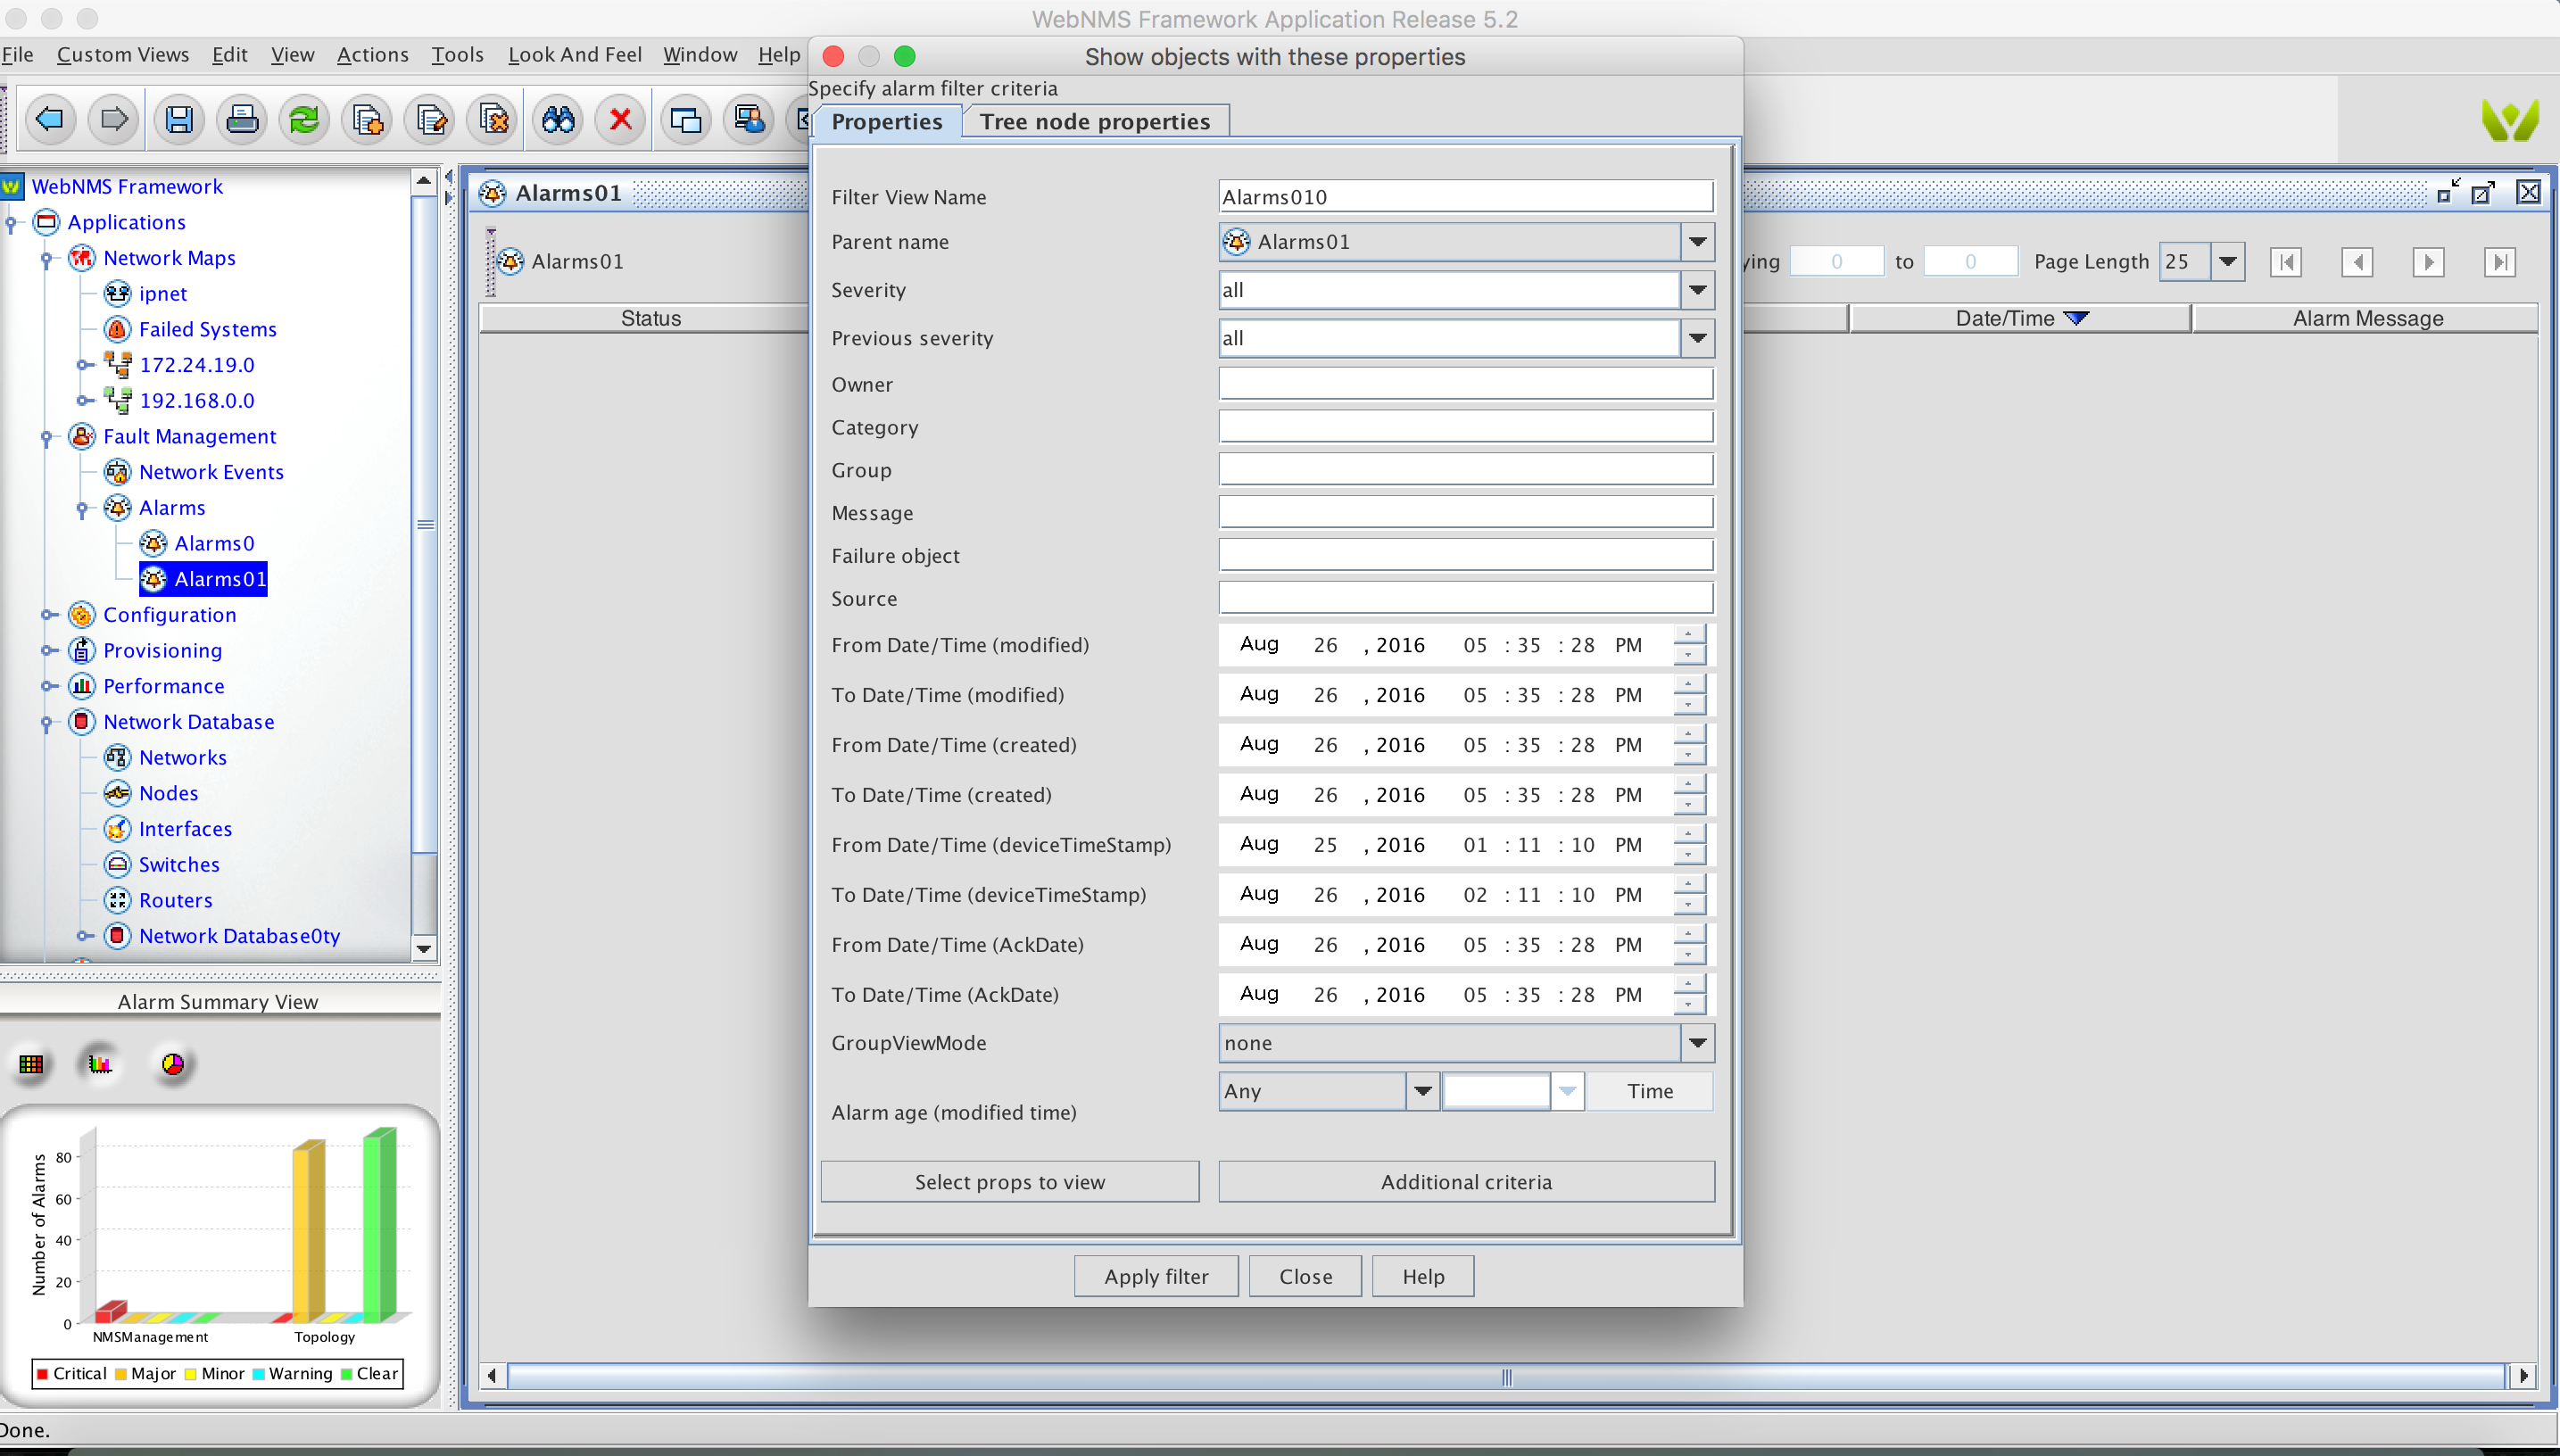 WebNMS Framework Application Release 5.2
File Custom Views Edit View Actions Tools Look And Feel Window Help
Show objects with these properties
Specify alarm filter criteria
Properties Tree node properties
WebNMS Framework
Applications
Network Maps
ipnet
Failed Systems
172.24.19.0
192.168.0.0
Fault Management
Network Events
Alarms
Alarms0
Alarms01
Configuration
Provisioning
Performance
Network Database
Networks
Nodes
Interfaces
Switches
Routers
Network Database0ty
Alarms01
Alarms01
ying 0 to 0 Page Length 25
Status Date/Time Alarm Message
Filter View Name Alarms010
Parent name Alarms01
Severity all
Previous severity all
Owner
Category
Group
Message
Failure object
Source
From Date/Time (modified) Aug 26 , 2016 05 : 35 : 28 PM
To Date/Time (modified) Aug 26 , 2016 05 : 35 : 28 PM
From Date/Time (created) Aug 26 , 2016 05 : 35 : 28 PM
To Date/Time (created) Aug 26 , 2016 05 : 35 : 28 PM
From Date/Time (deviceTimeStamp) Aug 25 , 2016 01 : 11 : 10 PM
To Date/Time (deviceTimeStamp) Aug 26 , 2016 02 : 11 : 10 PM
From Date/Time (AckDate) Aug 26 , 2016 05 : 35 : 28 PM
To Date/Time (AckDate) Aug 26 , 2016 05 : 35 : 28 PM
GroupViewMode none
Alarm age (modified time) Any Time
Select props to view Additional criteria
Apply filter Close Help
Alarm Summary View
Number of Alarms
80
60
40
20
0
NMSManagement Topology
Critical Major Minor Warning Clear
Done.